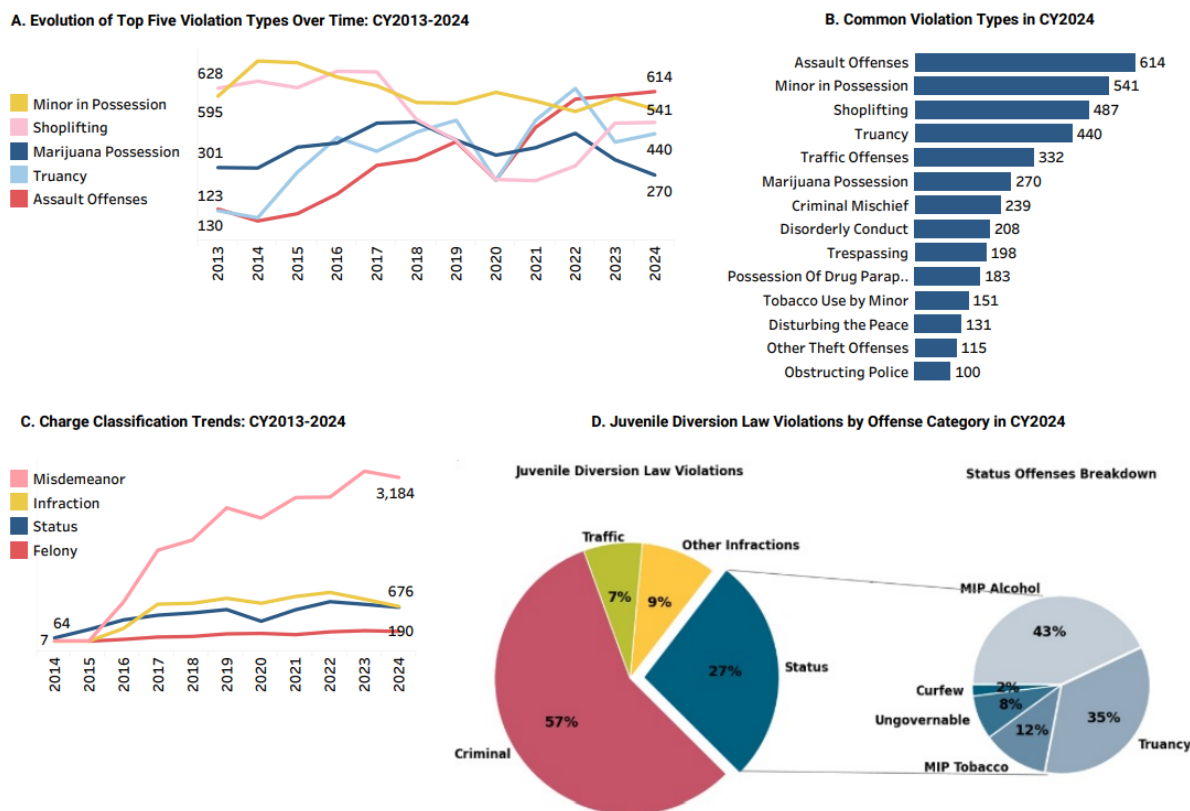 A. Evolution of Top Five Violation Types Over Time: CY2013-2024
Minor in Possession
Shoplifting
Marijuana Possession
Truancy
Assault Offenses
628
595
301
123
130
614
541
440
270
2013
2014
2015
2016
2017
2018
2019
2020
2021
2022
2023
2024
B. Common Violation Types in CY2024
Assault Offenses 614
Minor in Possession 541
Shoplifting 487
Truancy 440
Traffic Offenses 332
Marijuana Possession 270
Criminal Mischief 239
Disorderly Conduct 208
Trespassing 198
Possession Of Drug Parap.. 183
Tobacco Use by Minor 151
Disturbing the Peace 131
Other Theft Offenses 115
Obstructing Police 100
C. Charge Classification Trends: CY2013-2024
Misdemeanor
Infraction
Status
Felony
64
7
3,184
676
190
2014
2015
2016
2017
2018
2019
2020
2021
2022
2023
2024
D. Juvenile Diversion Law Violations by Offense Category in CY2024
Juvenile Diversion Law Violations
Traffic
Other Infractions
7%
9%
27%
Status
57%
Criminal
Status Offenses Breakdown
MIP Alcohol
43%
Curfew
2%
Ungovernable
8%
12%
35%
MIP Tobacco
Truancy